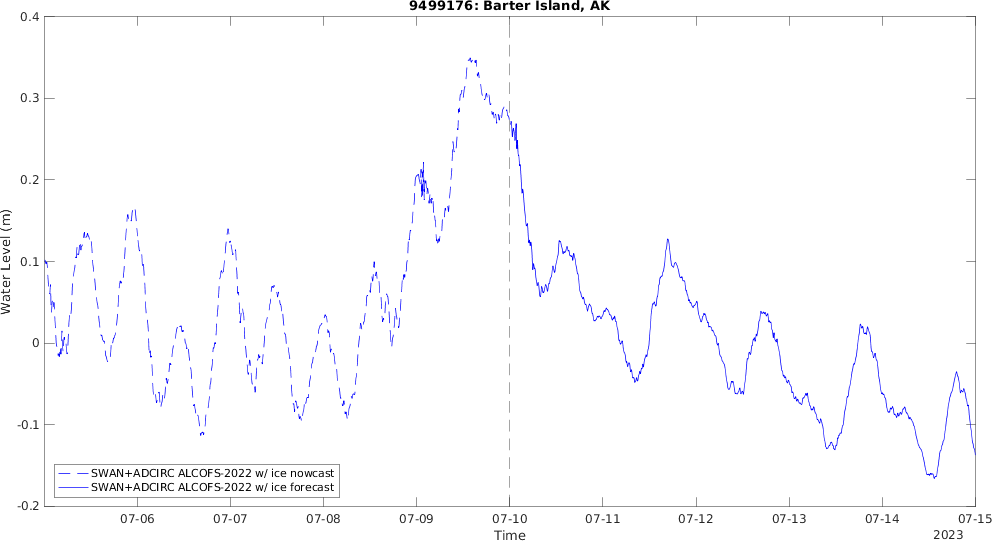 9499176: Barter Island, AK
0.4
0.3
0.2
0.1
0
-0.1
-0.2
Water Level (m)
SWAN+ADCIRC ALCOFS-2022 w/ ice nowcast
SWAN+ADCIRC ALCOFS-2022 w/ ice forecast
07-06 07-07 07-08 07-09 07-10 07-11 07-12 07-13 07-14 07-15
Time
2023